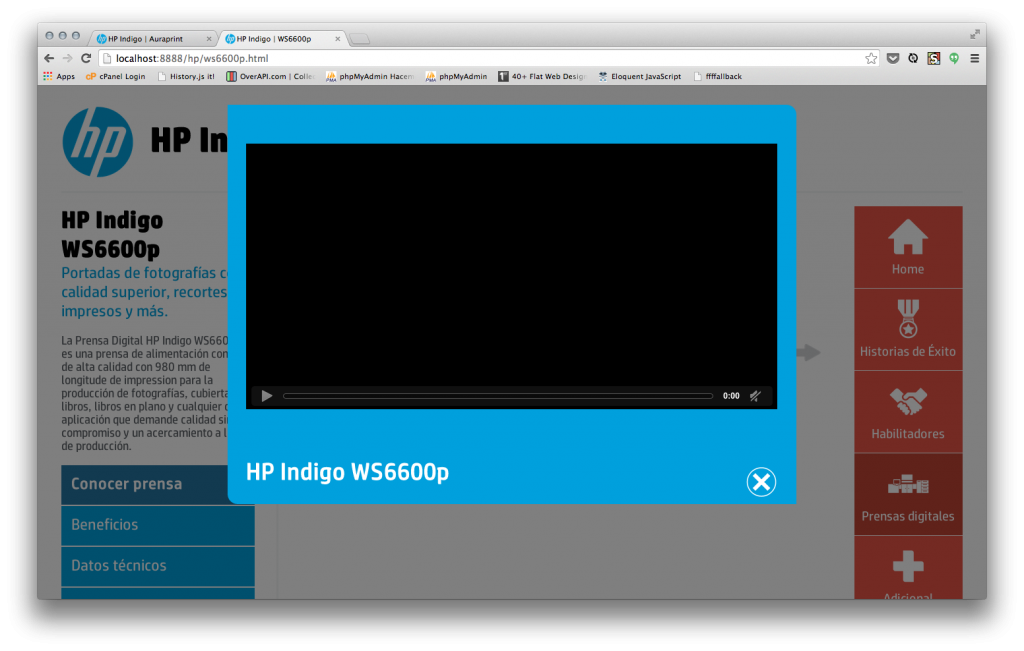 HP Indigo | Auraprint
HP Indigo | WS6600p
localhost:8888/hp/ws6600p.html
Apps
cP cPanel Login
History.js it!
OverAPI.com | Colle
phpMyAdmin Hacem
phpMyAdmin
40+ Flat Web Desig
Eloquent JavaScript
ffffallback
hp
HP In
HP Indigo
WS6600p
Portadas de fotografías c
calidad superior, recortes
impresos y más.
La Prensa Digital HP Indigo WS660
es una prensa de alimentación con
de alta calidad con 980 mm de
longitude de impression para la
producción de fotografías, cubierta
libros, libros en plano y cualquier
aplicación que demande calidad si
compromiso y un acercamiento a l
de producción.
Conocer prensa
Beneficios
Datos técnicos
0:00
HP Indigo WS6600p
Home
Historias de Éxito
Habilitadores
Prensas digitales
Adicional